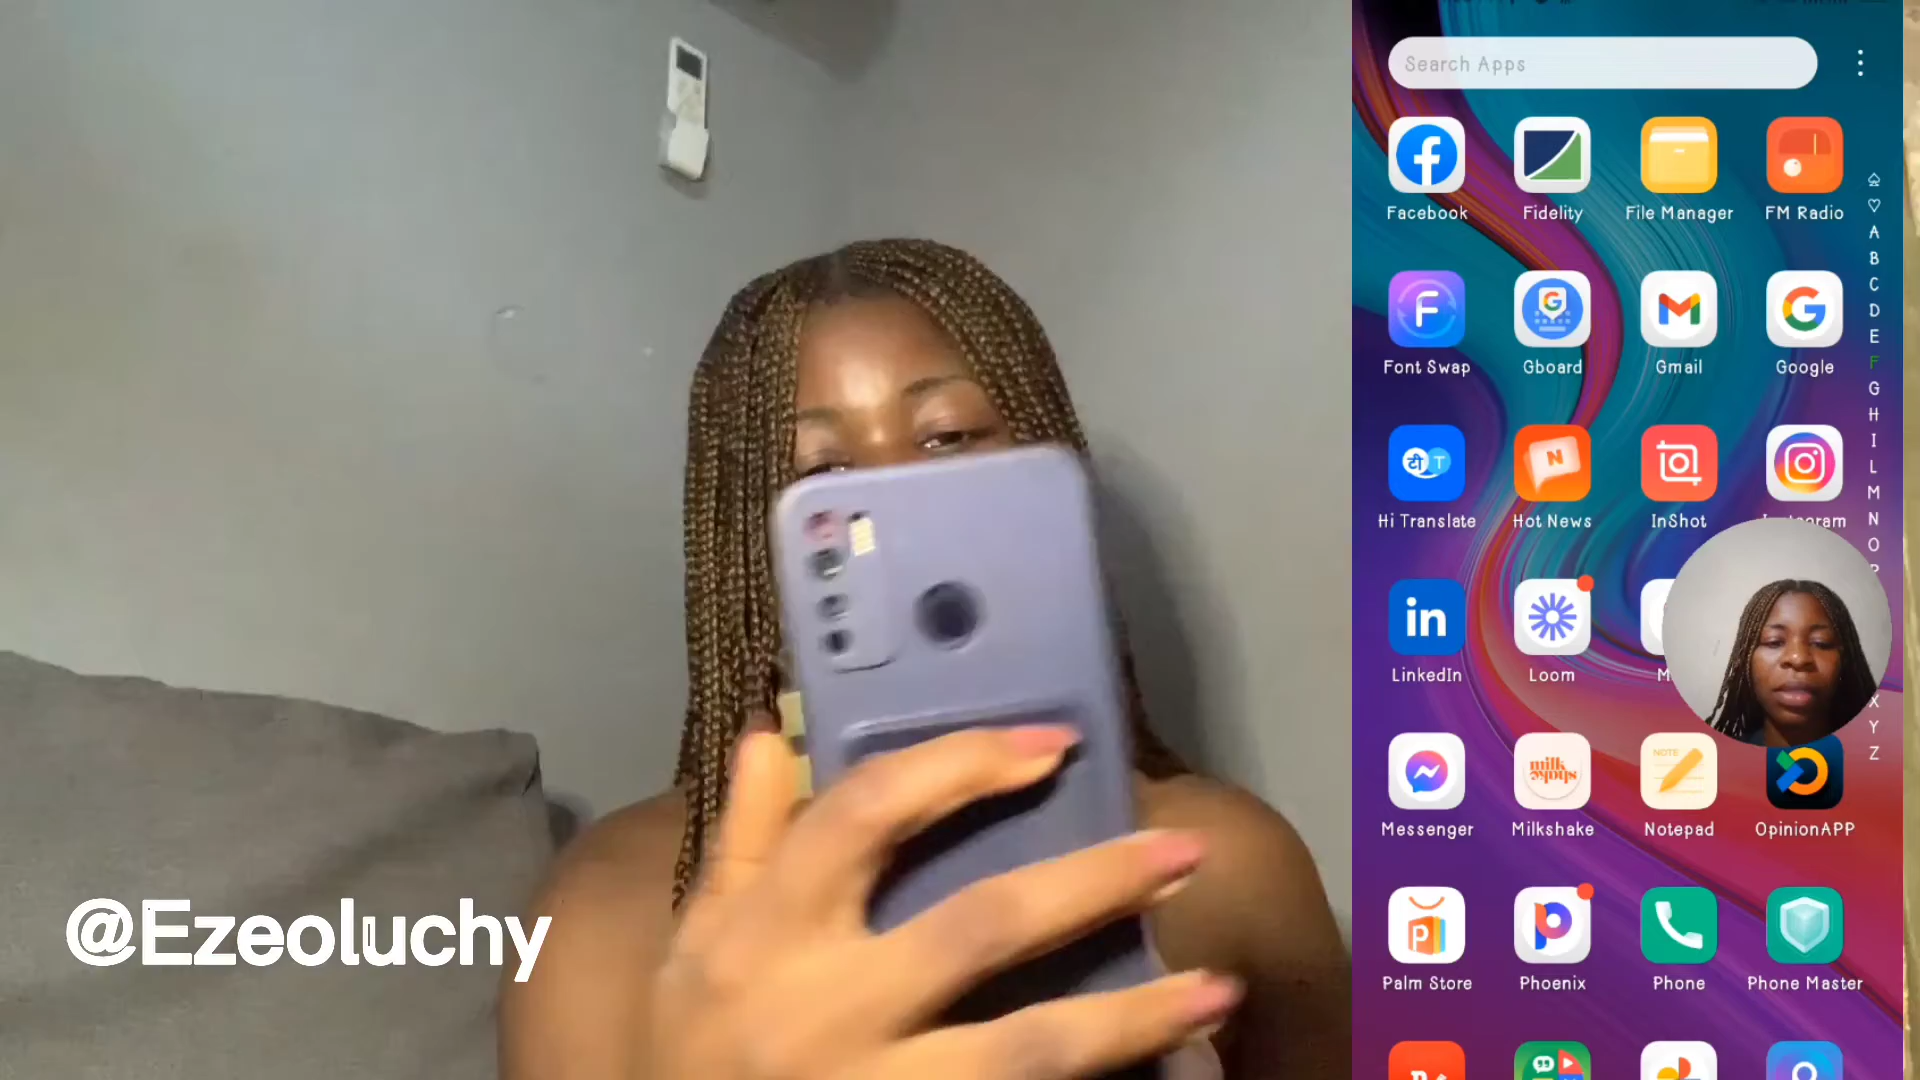 @Ezeoluchy
Search Apps
Facebook
Fidelity
File Manager
FM Radio
Font Swap
Gboard
Gmail
Google
Hi Translate
Hot News
InShot
LinkedIn
Loom
Messenger
Milkshake
NOTE
Notepad
OpinionAPP
Palm Store
Phoenix
Phone
Phone Master
A
B
C
D
E
F
G
H
I
L
M
N
O
X
Y
Z